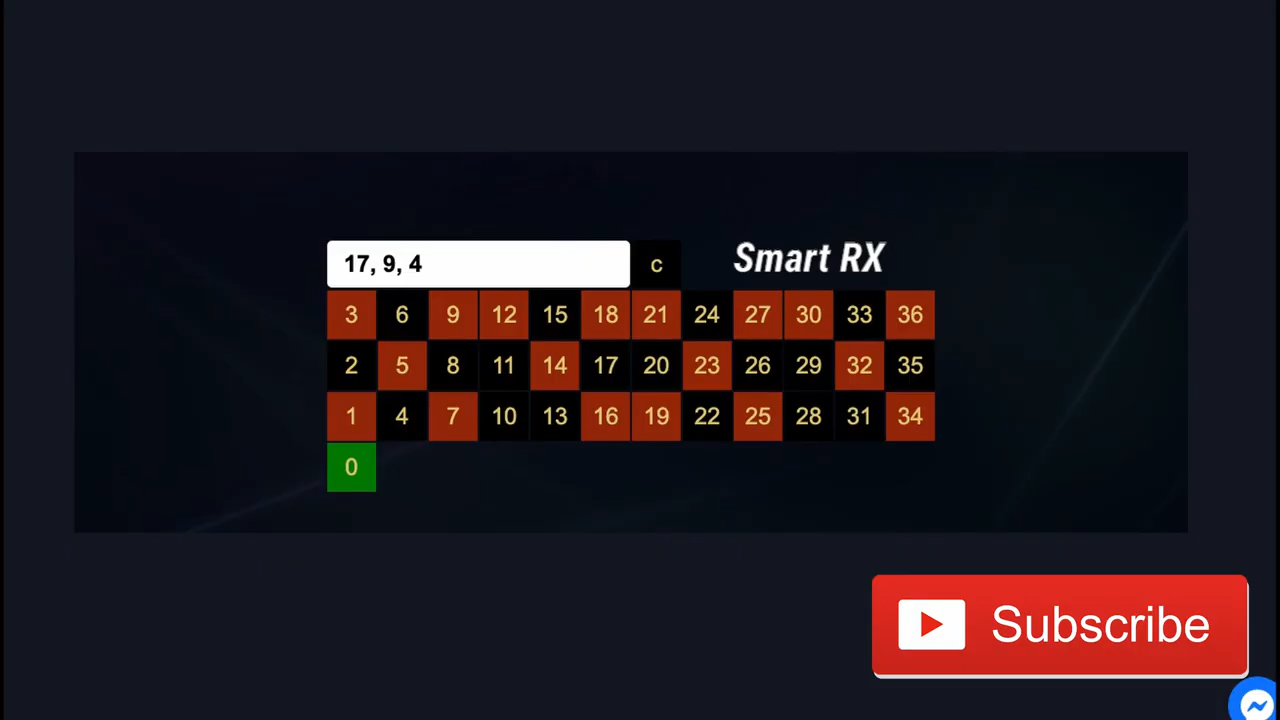 17, 9, 4 c Smart RX
3 6 9 12 15 18 21 24 27 30 33 36
2 5 8 11 14 17 20 23 26 29 32 35
1 4 7 10 13 16 19 22 25 28 31 34
0
Subscribe